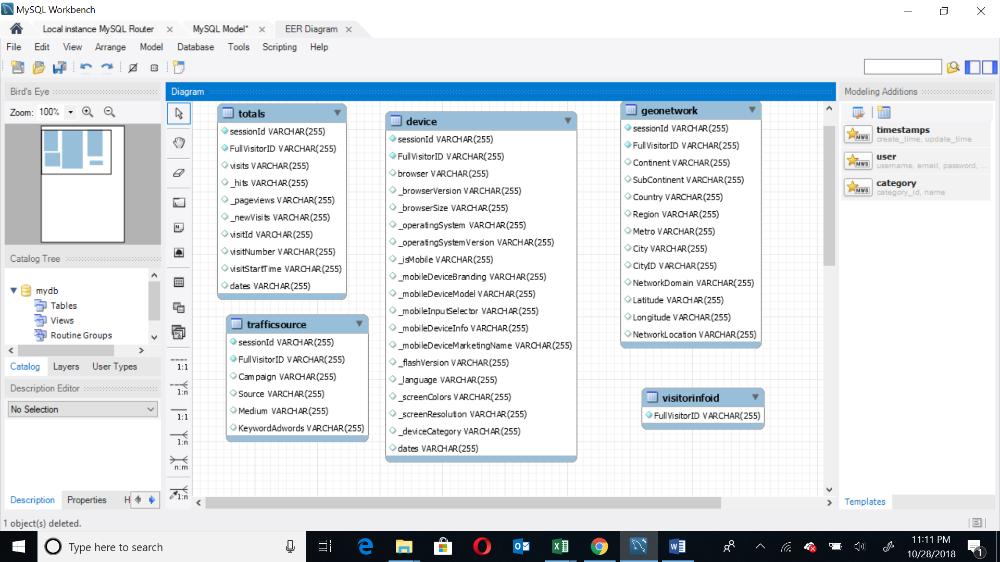 MySQL Workbench
Local instance MySQL Router
MySQL Model*
EER Diagram
File Edit View Arrange Model Database Tools Scripting Help
Bird's Eye
Zoom: 100%
Catalog Tree
mydb
Tables
Views
Routine Groups
Catalog Layers User Types
Description Editor
No Selection
Description Properties H
1 object(s) deleted.
Diagram
1:1
1:n
1:1
1:n
n:m
1:n
totals
sessionId VARCHAR(255)
FullVisitorID VARCHAR(255)
visits VARCHAR(255)
_hits VARCHAR(255)
_pageviews VARCHAR(255)
_newVisits VARCHAR(255)
visitId VARCHAR(255)
visitNumber VARCHAR(255)
visitStartTime VARCHAR(255)
dates VARCHAR(255)
trafficsource
sessionId VARCHAR(255)
FullVisitorID VARCHAR(255)
Campaign VARCHAR(255)
Source VARCHAR(255)
Medium VARCHAR(255)
KeywordAdwords VARCHAR(255)
device
sessionId VARCHAR(255)
FullVisitorID VARCHAR(255)
browser VARCHAR(255)
_browserVersion VARCHAR(255)
_browserSize VARCHAR(255)
_operatingSystem VARCHAR(255)
_operatingSystemVersion VARCHAR(255)
_isMobile VARCHAR(255)
_mobileDeviceBranding VARCHAR(255)
_mobileDeviceModel VARCHAR(255)
_mobileInputSelector VARCHAR(255)
_mobileDeviceInfo VARCHAR(255)
_mobileDeviceMarketingName VARCHAR(255)
_flashVersion VARCHAR(255)
_language VARCHAR(255)
_screenColors VARCHAR(255)
_screenResolution VARCHAR(255)
_deviceCategory VARCHAR(255)
dates VARCHAR(255)
geonetwork
sessionId VARCHAR(255)
FullVisitorID VARCHAR(255)
Continent VARCHAR(255)
SubContinent VARCHAR(255)
Country VARCHAR(255)
Region VARCHAR(255)
Metro VARCHAR(255)
City VARCHAR(255)
CityID VARCHAR(255)
NetworkDomain VARCHAR(255)
Latitude VARCHAR(255)
Longitude VARCHAR(255)
NetworkLocation VARCHAR(255)
visitorinfoid
FullVisitorID VARCHAR(255)
Modeling Additions
MWB
timestamps
create_time, update_time
MWB
user
username, email, password, ...
MWB
category
category_id, name
Templates
Type here to search
11:11 PM
10/28/2018
1